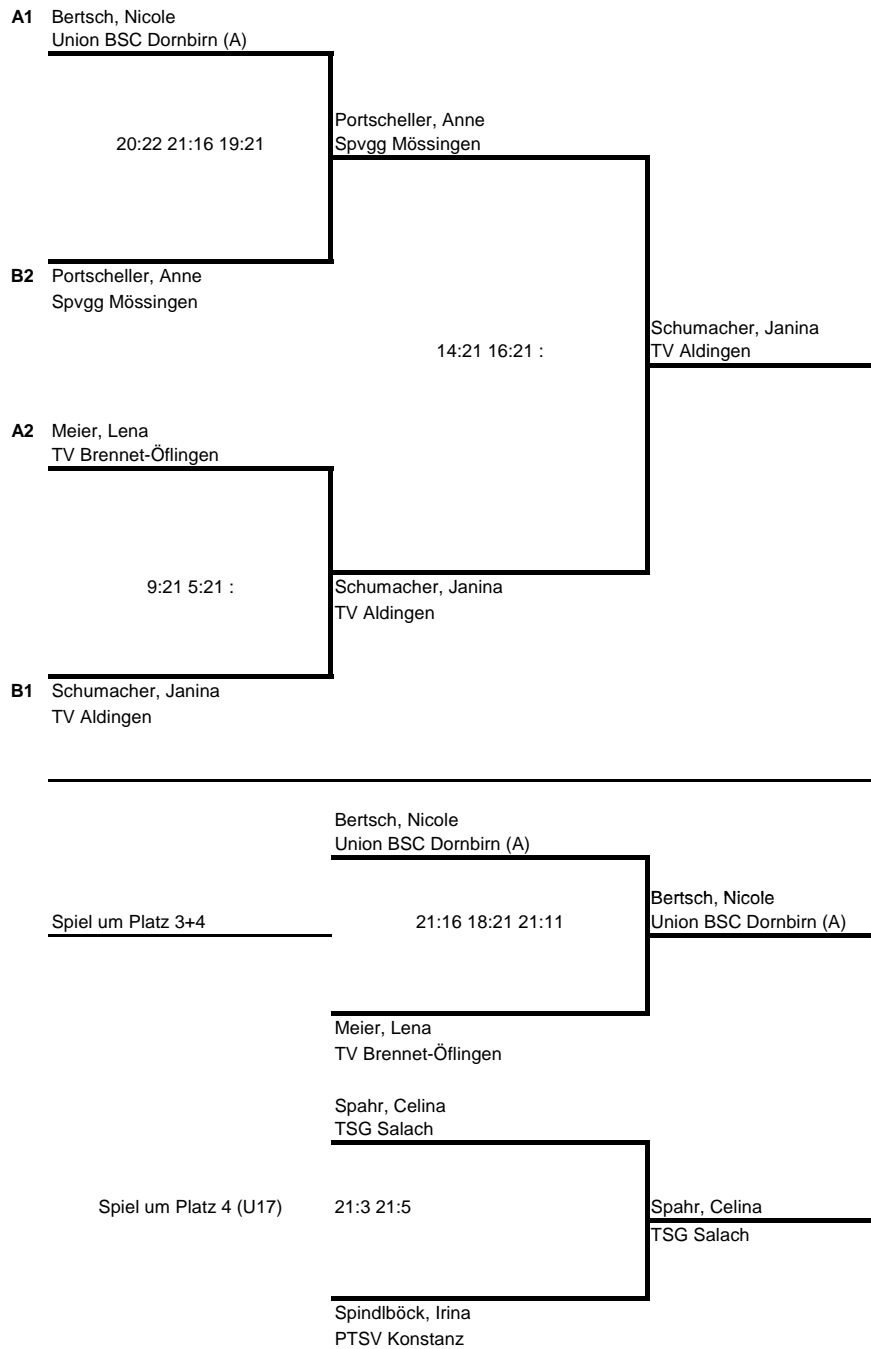 A1 Bertsch, Nicole
Union BSC Dornbirn (A)
Portscheller, Anne
20:22 21:16 19:21 Spvgg Mössingen
B2 Portscheller, Anne
Spvgg Mössingen
Schumacher, Janina
14:21 16:21 : TV Aldingen
A2 Meier, Lena
TV Brennet-Öflingen
9:21 5:21 : Schumacher, Janina
TV Aldingen
B1 Schumacher, Janina
TV Aldingen
Bertsch, Nicole
Union BSC Dornbirn (A)
Bertsch, Nicole
Spiel um Platz 3+4 21:16 18:21 21:11 Union BSC Dornbirn (A)
Meier, Lena
TV Brennet-Öflingen
Spahr, Celina
TSG Salach
Spiel um Platz 4 (U17) 21:3 21:5 Spahr, Celina
TSG Salach
Spindlböck, Irina
PTSV Konstanz